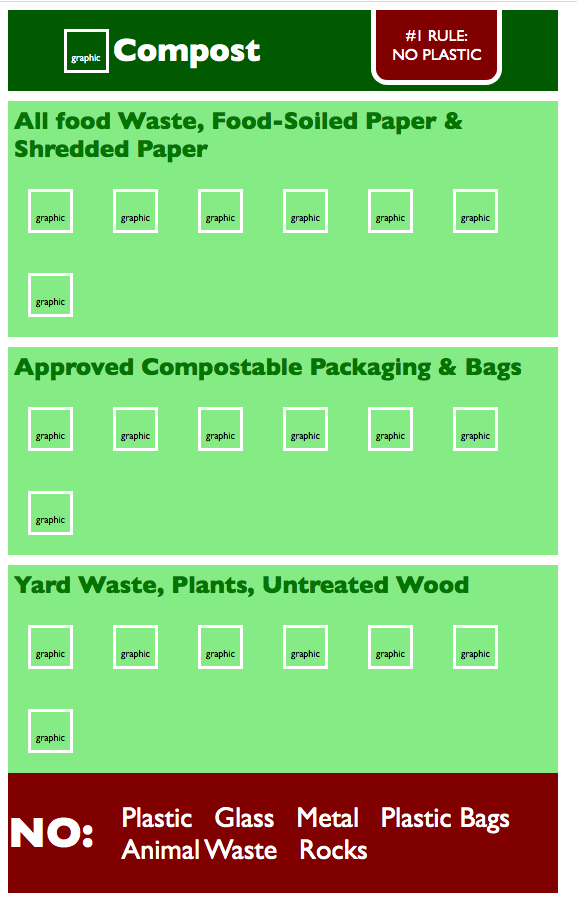 graphic Compost
#1 RULE:
NO PLASTIC
All food Waste, Food-Soiled Paper &
Shredded Paper
graphic graphic graphic graphic graphic graphic
graphic
Approved Compostable Packaging & Bags
graphic graphic graphic graphic graphic graphic
graphic
Yard Waste, Plants, Untreated Wood
graphic graphic graphic graphic graphic graphic
graphic
NO:
Plastic Glass Metal Plastic Bags
Animal Waste Rocks